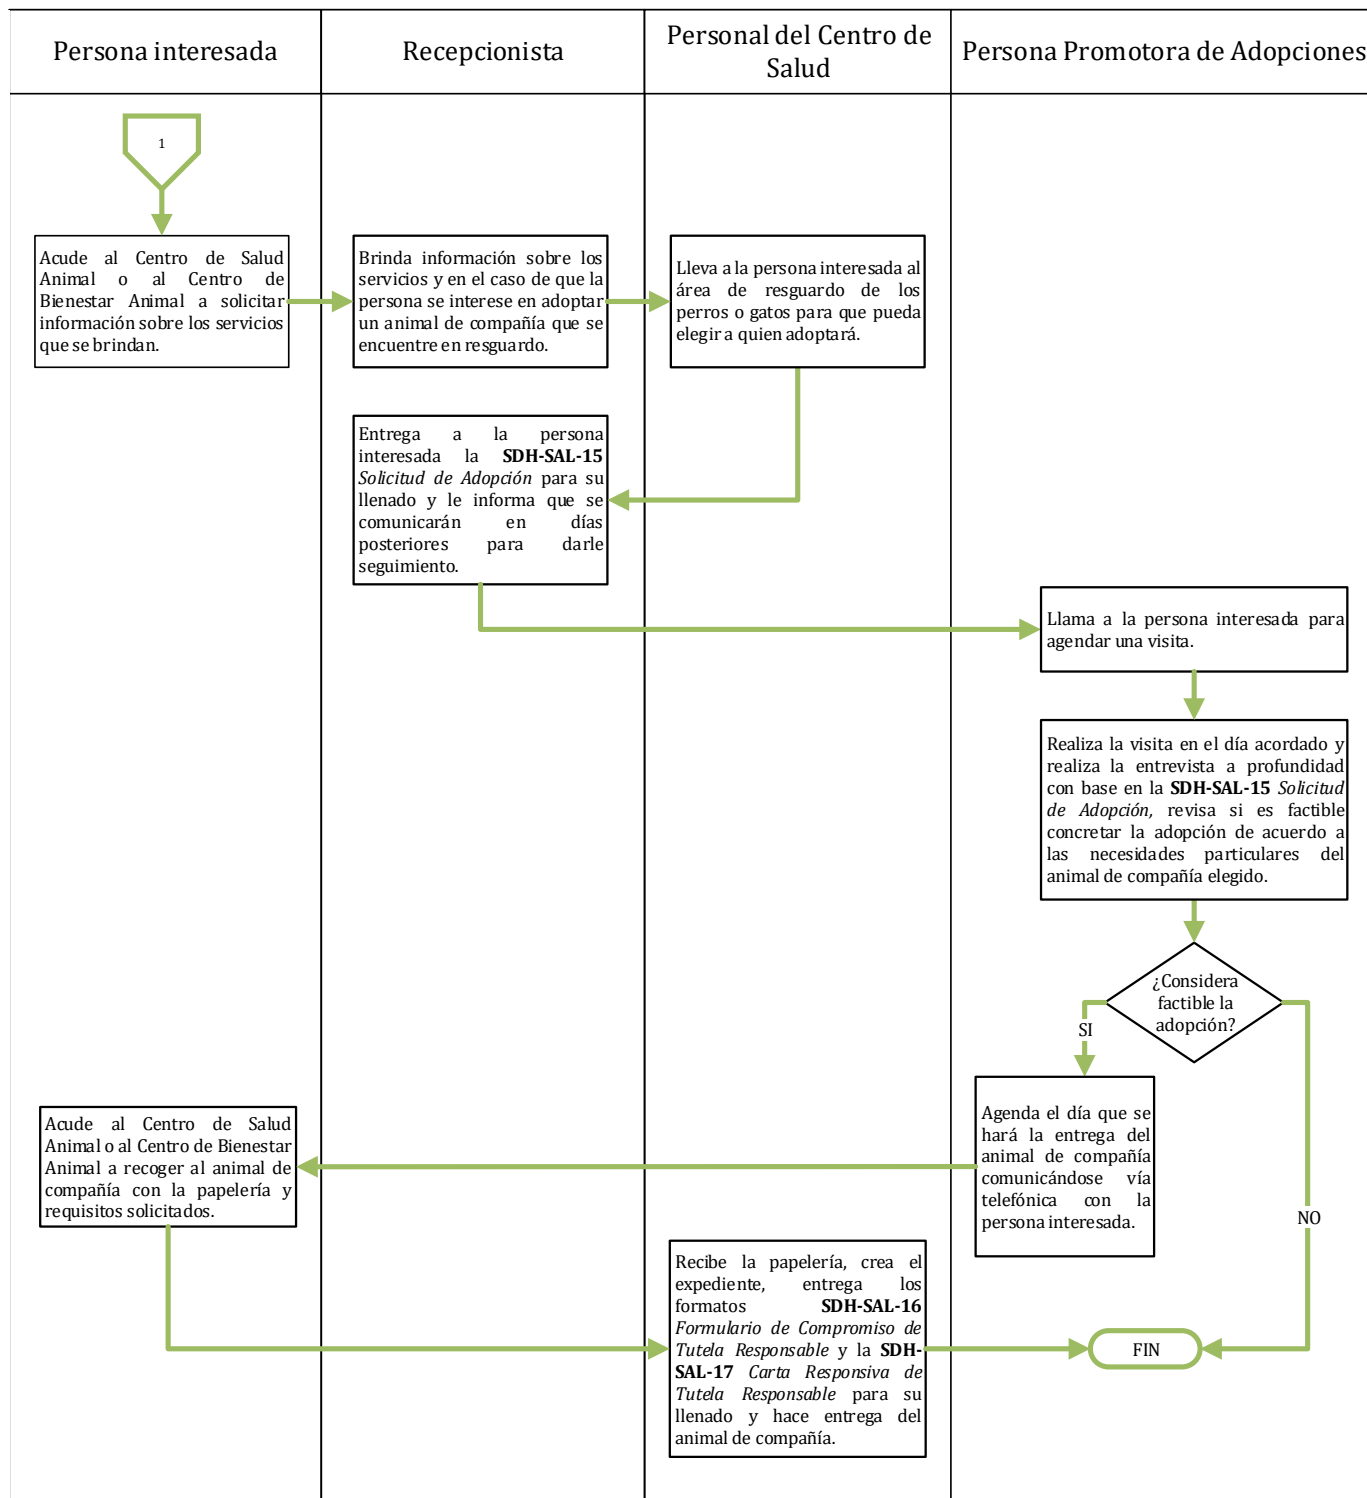 Persona interesada
Recepcionista
Personal del Centro de
Salud
Persona Promotora de Adopciones
1
Acude al Centro de Salud
Animal o al Centro de
Bienestar Animal a solicitar
información sobre los servicios
que se brindan.
Brinda información sobre los
servicios y en el caso de que la
persona se interese en adoptar
un animal de compañía que se
encuentre en resguardo.
Lleva a la persona interesada al
área de resguardo de los
perros o gatos para que pueda
elegir a quien adoptará.
Entrega a la persona
interesada la SDH-SAL-15
Solicitud de Adopción para su
llenado y le informa que se
comunicarán en días
posteriores para darle
seguimiento.
Llama a la persona interesada para
agendar una visita.
Realiza la visita en el día acordado y
realiza la entrevista a profundidad
con base en la SDH-SAL-15 Solicitud
de Adopción, revisa si es factible
concretar la adopción de acuerdo a
las necesidades particulares del
animal de compañía elegido.
¿Considera
factible la
adopción?
SI
NO
Agenda el día que se
hará la entrega del
animal de compañía
comunicándose vía
telefónica con la
persona interesada.
Acude al Centro de Salud
Animal o al Centro de Bienestar
Animal a recoger al animal de
compañía con la papelería y
requisitos solicitados.
Recibe la papelería, crea el
expediente, entrega los
formatos SDH-SAL-16
Formulario de Compromiso de
Tutela Responsable y la SDH-
SAL-17 Carta Responsiva de
Tutela Responsable para su
llenado y hace entrega del
animal de compañía.
FIN